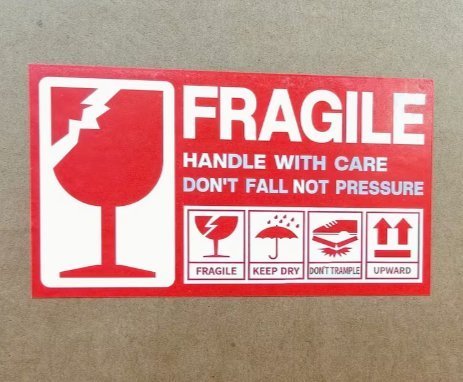 FRAGILE
HANDLE WITH CARE
DON'T FALL NOT PRESSURE
FRAGILE KEEP DRY DON'T TRAMPLE UPWARD